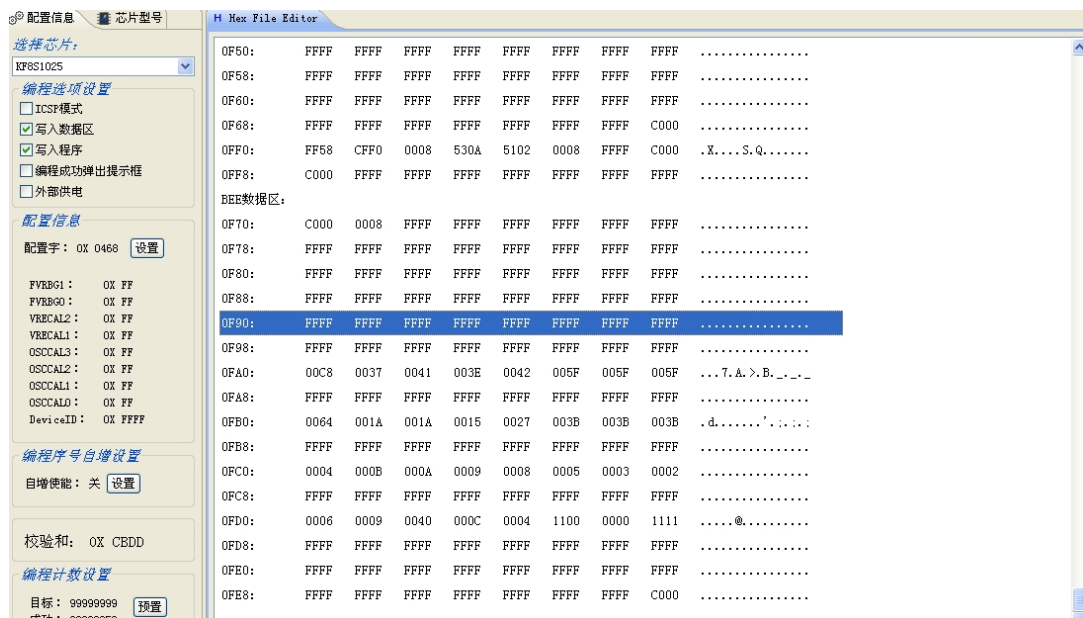 配置信息 芯片型号
选择芯片：
KF8S1025
编程选项设置
ICSP模式
写入数据区
写入程序
编程成功弹出提示框
外部供电
配置信息
配置字： 0X 0468 设置
FVRBG1： 0X FF
FVRBG0： 0X FF
VRECAL2： 0X FF
VRECAL1： 0X FF
OSCCAL3： 0X FF
OSCCAL2： 0X FF
OSCCAL1： 0X FF
OSCCAL0： 0X FF
DeviceID： 0X FFFF
编程序号自增设置
自增使能： 关 设置
校验和： 0X CBDD
编程计数设置
目标： 99999999 预置
H Hex File Editor
0F50: FFFF FFFF FFFF FFFF FFFF FFFF FFFF FFFF ................
0F58: FFFF FFFF FFFF FFFF FFFF FFFF FFFF FFFF ................
0F60: FFFF FFFF FFFF FFFF FFFF FFFF FFFF FFFF ................
0F68: FFFF FFFF FFFF FFFF FFFF FFFF FFFF C000 ................
0FF0: FF58 CFF0 0008 530A 5102 0008 FFFF C000 .X....S.Q.......
0FF8: C000 FFFF FFFF FFFF FFFF FFFF FFFF FFFF ................
BEE数据区：
0F70: C000 0008 FFFF FFFF FFFF FFFF FFFF FFFF ................
0F78: FFFF FFFF FFFF FFFF FFFF FFFF FFFF FFFF ................
0F80: FFFF FFFF FFFF FFFF FFFF FFFF FFFF FFFF ................
0F88: FFFF FFFF FFFF FFFF FFFF FFFF FFFF FFFF ................
0F90: FFFF FFFF FFFF FFFF FFFF FFFF FFFF FFFF ................
0F98: FFFF FFFF FFFF FFFF FFFF FFFF FFFF FFFF ................
0FA0: 00C8 0037 0041 003E 0042 005F 005F 005F ...7.A.>.B._._._
0FA8: FFFF FFFF FFFF FFFF FFFF FFFF FFFF FFFF ................
0FB0: 0064 001A 001A 0015 0027 003B 003B 003B .d.......'.;.;.;
0FB8: FFFF FFFF FFFF FFFF FFFF FFFF FFFF FFFF ................
0FC0: 0004 000B 000A 0009 0008 0005 0003 0002 ................
0FC8: FFFF FFFF FFFF FFFF FFFF FFFF FFFF FFFF ................
0FD0: 0006 0009 0040 000C 0004 1100 0000 1111 .....@..........
0FD8: FFFF FFFF FFFF FFFF FFFF FFFF FFFF FFFF ................
0FE0: FFFF FFFF FFFF FFFF FFFF FFFF FFFF FFFF ................
0FE8: FFFF FFFF FFFF FFFF FFFF FFFF FFFF C000 ................